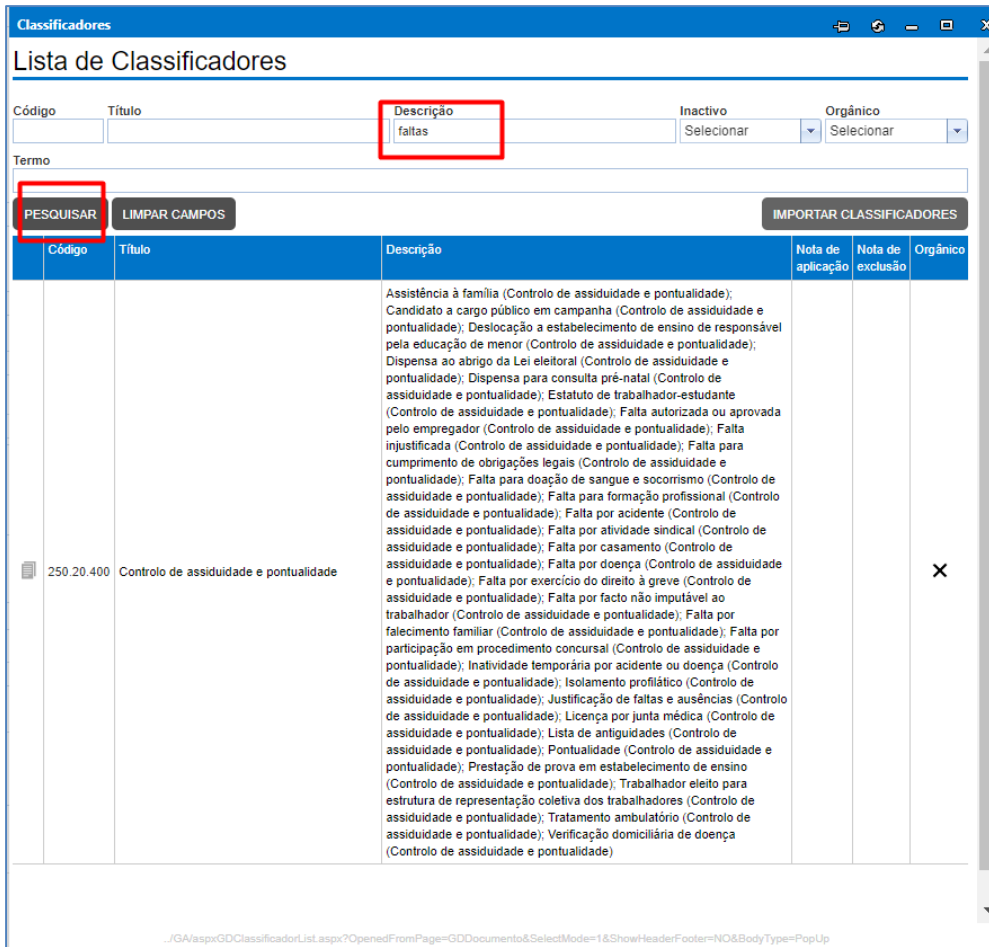 Classificadores
Lista de Classificadores
Código Título Descrição Inactivo Orgânico
faltas Selecionar Selecionar
Termo
PESQUISAR LIMPAR CAMPOS IMPORTAR CLASSIFICADORES
Código Título Descrição Nota de aplicação Nota de exclusão Orgânico
Assistência à família (Controlo de assiduidade e pontualidade);
Candidato a cargo público em campanha (Controlo de assiduidade e
pontualidade); Deslocação a estabelecimento de ensino de responsável
pela educação de menor (Controlo de assiduidade e pontualidade);
Dispensa ao abrigo da Lei eleitoral (Controlo de assiduidade e
pontualidade); Dispensa para consulta pré-natal (Controlo de
assiduidade e pontualidade); Estatuto de trabalhador-estudante
(Controlo de assiduidade e pontualidade); Falta autorizada ou aprovada
pelo empregador (Controlo de assiduidade e pontualidade); Falta
injustificada (Controlo de assiduidade e pontualidade); Falta para
cumprimento de obrigações legais (Controlo de assiduidade e
pontualidade); Falta para doação de sangue e socorrismo (Controlo de
assiduidade e pontualidade); Falta para formação profissional (Controlo
de assiduidade e pontualidade); Falta por acidente (Controlo de
assiduidade e pontualidade); Falta por atividade sindical (Controlo de
assiduidade e pontualidade); Falta por casamento (Controlo de
assiduidade e pontualidade); Falta por doença (Controlo de assiduidade
e pontualidade); Falta por exercício do direito à greve (Controlo de
assiduidade e pontualidade); Falta por facto não imputável ao
250.20.400 Controlo de assiduidade e pontualidade
trabalhador (Controlo de assiduidade e pontualidade); Falta por
falecimento familiar (Controlo de assiduidade e pontualidade); Falta por
participação em procedimento concursal (Controlo de assiduidade e
pontualidade); Inatividade temporária por acidente ou doença (Controlo
de assiduidade e pontualidade); Isolamento profilático (Controlo de
assiduidade e pontualidade); Justificação de faltas e ausências (Controlo
de assiduidade e pontualidade); Licença por junta médica (Controlo de
assiduidade e pontualidade); Lista de antiguidades (Controlo de
assiduidade e pontualidade); Pontualidade (Controlo de assiduidade e
pontualidade); Prestação de prova em estabelecimento de ensino
(Controlo de assiduidade e pontualidade); Trabalhador eleito para
estrutura de representação coletiva dos trabalhadores (Controlo de
assiduidade e pontualidade); Tratamento ambulatório (Controlo de
assiduidade e pontualidade); Verificação domiciliária de doença
(Controlo de assiduidade e pontualidade)
../GA/aspxGDClassificadorList.aspx?OpenedFromPage=GDDocumento&SelectMode=1&ShowHeaderFooter=NO&BodyType=PopUp